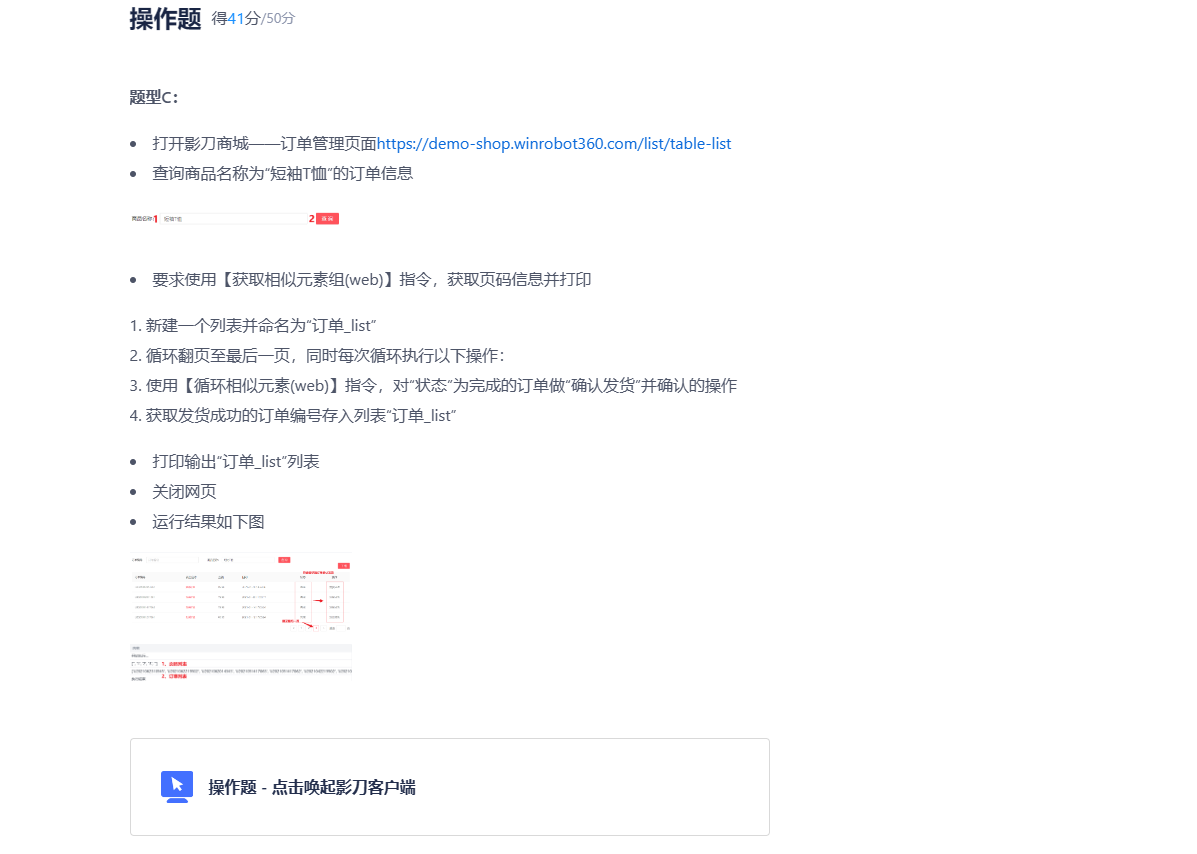 操作题 得41分/50分
题型C：
打开影刀商城——订单管理页面https://demo-shop.winrobot360.com/list/table-list
查询商品名称为“短袖T恤”的订单信息
商品名称 1 短袖T恤 2 查 询
要求使用【获取相似元素组(web)】指令，获取页码信息并打印
1. 新建一个列表并命名为“订单_list”
2. 循环翻页至最后一页，同时每次循环执行以下操作：
3. 使用【循环相似元素(web)】指令，对“状态”为完成的订单做“确认发货”并确认的操作
4. 获取发货成功的订单编号存入列表“订单_list”
打印输出“订单_list”列表
关闭网页
运行结果如下图
操作题 - 点击唤起影刀客户端